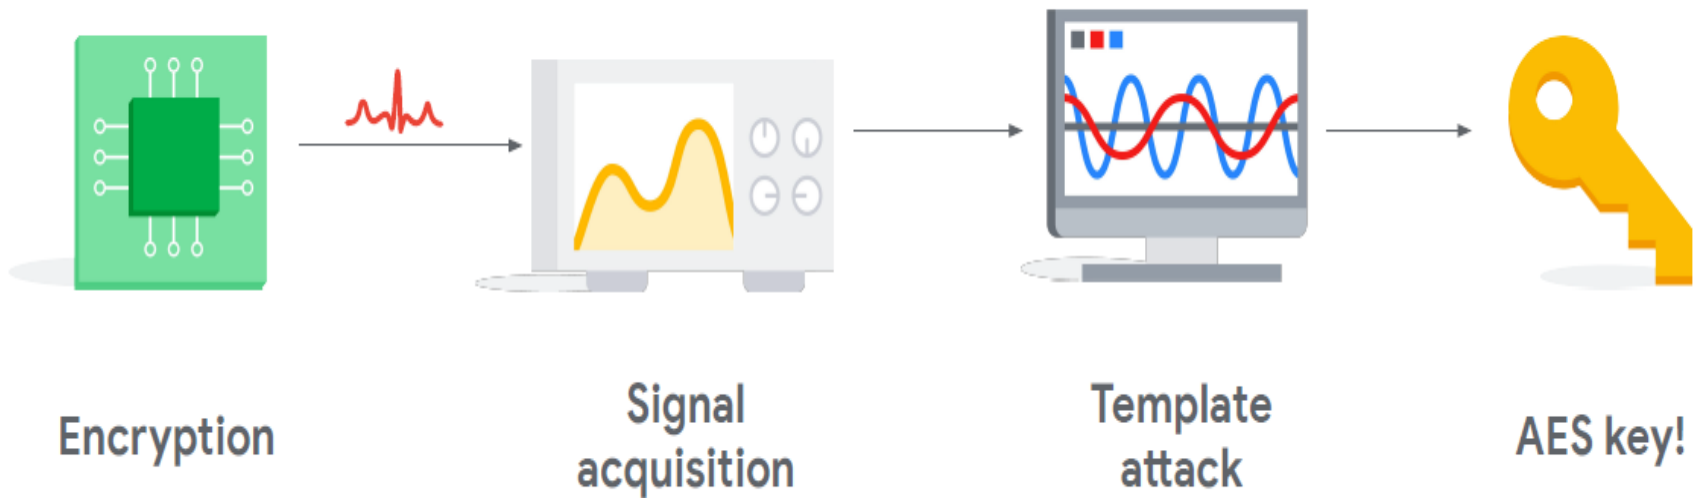 Encryption
Signal
acquisition
Template
attack
AES key!